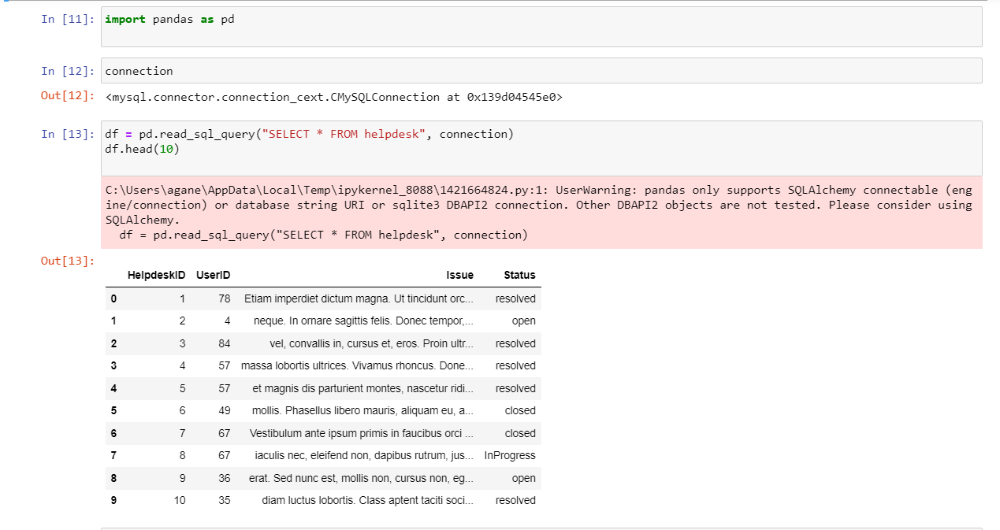 In [11]: import pandas as pd
In [12]: connection
Out[12]: <mysql.connector.connection_cext.CMySQLConnection at 0x139d04545e0>
In [13]: df = pd.read_sql_query("SELECT * FROM helpdesk", connection)
df.head(10)
C:\Users\agane\AppData\Local\Temp\ipykernel_8088\1421664824.py:1: UserWarning: pandas only supports SQLAlchemy connectable (eng
ine/connection) or database string URI or sqlite3 DBAPI2 connection. Other DBAPI2 objects are not tested. Please consider using
SQLAlchemy.
df = pd.read_sql_query("SELECT * FROM helpdesk", connection)
Out[13]:
HelpdeskID UserID Issue Status
0 1 78 Etiam imperdiet dictum magna. Ut tincidunt orc... resolved
1 2 4 neque. In ornare sagittis felis. Donec tempor,... open
2 3 84 vel, convallis in, cursus et, eros. Proin ultr... resolved
3 4 57 massa lobortis ultrices. Vivamus rhoncus. Done... resolved
4 5 57 et magnis dis parturient montes, nascetur ridi... resolved
5 6 49 mollis. Phasellus libero mauris, aliquam eu, a... closed
6 7 67 Vestibulum ante ipsum primis in faucibus orci ... closed
7 8 67 iaculis nec, eleifend non, dapibus rutrum, jus... InProgress
8 9 36 erat. Sed nunc est, mollis non, cursus non, eg... open
9 10 35 diam luctus lobortis. Class aptent taciti soci... resolved